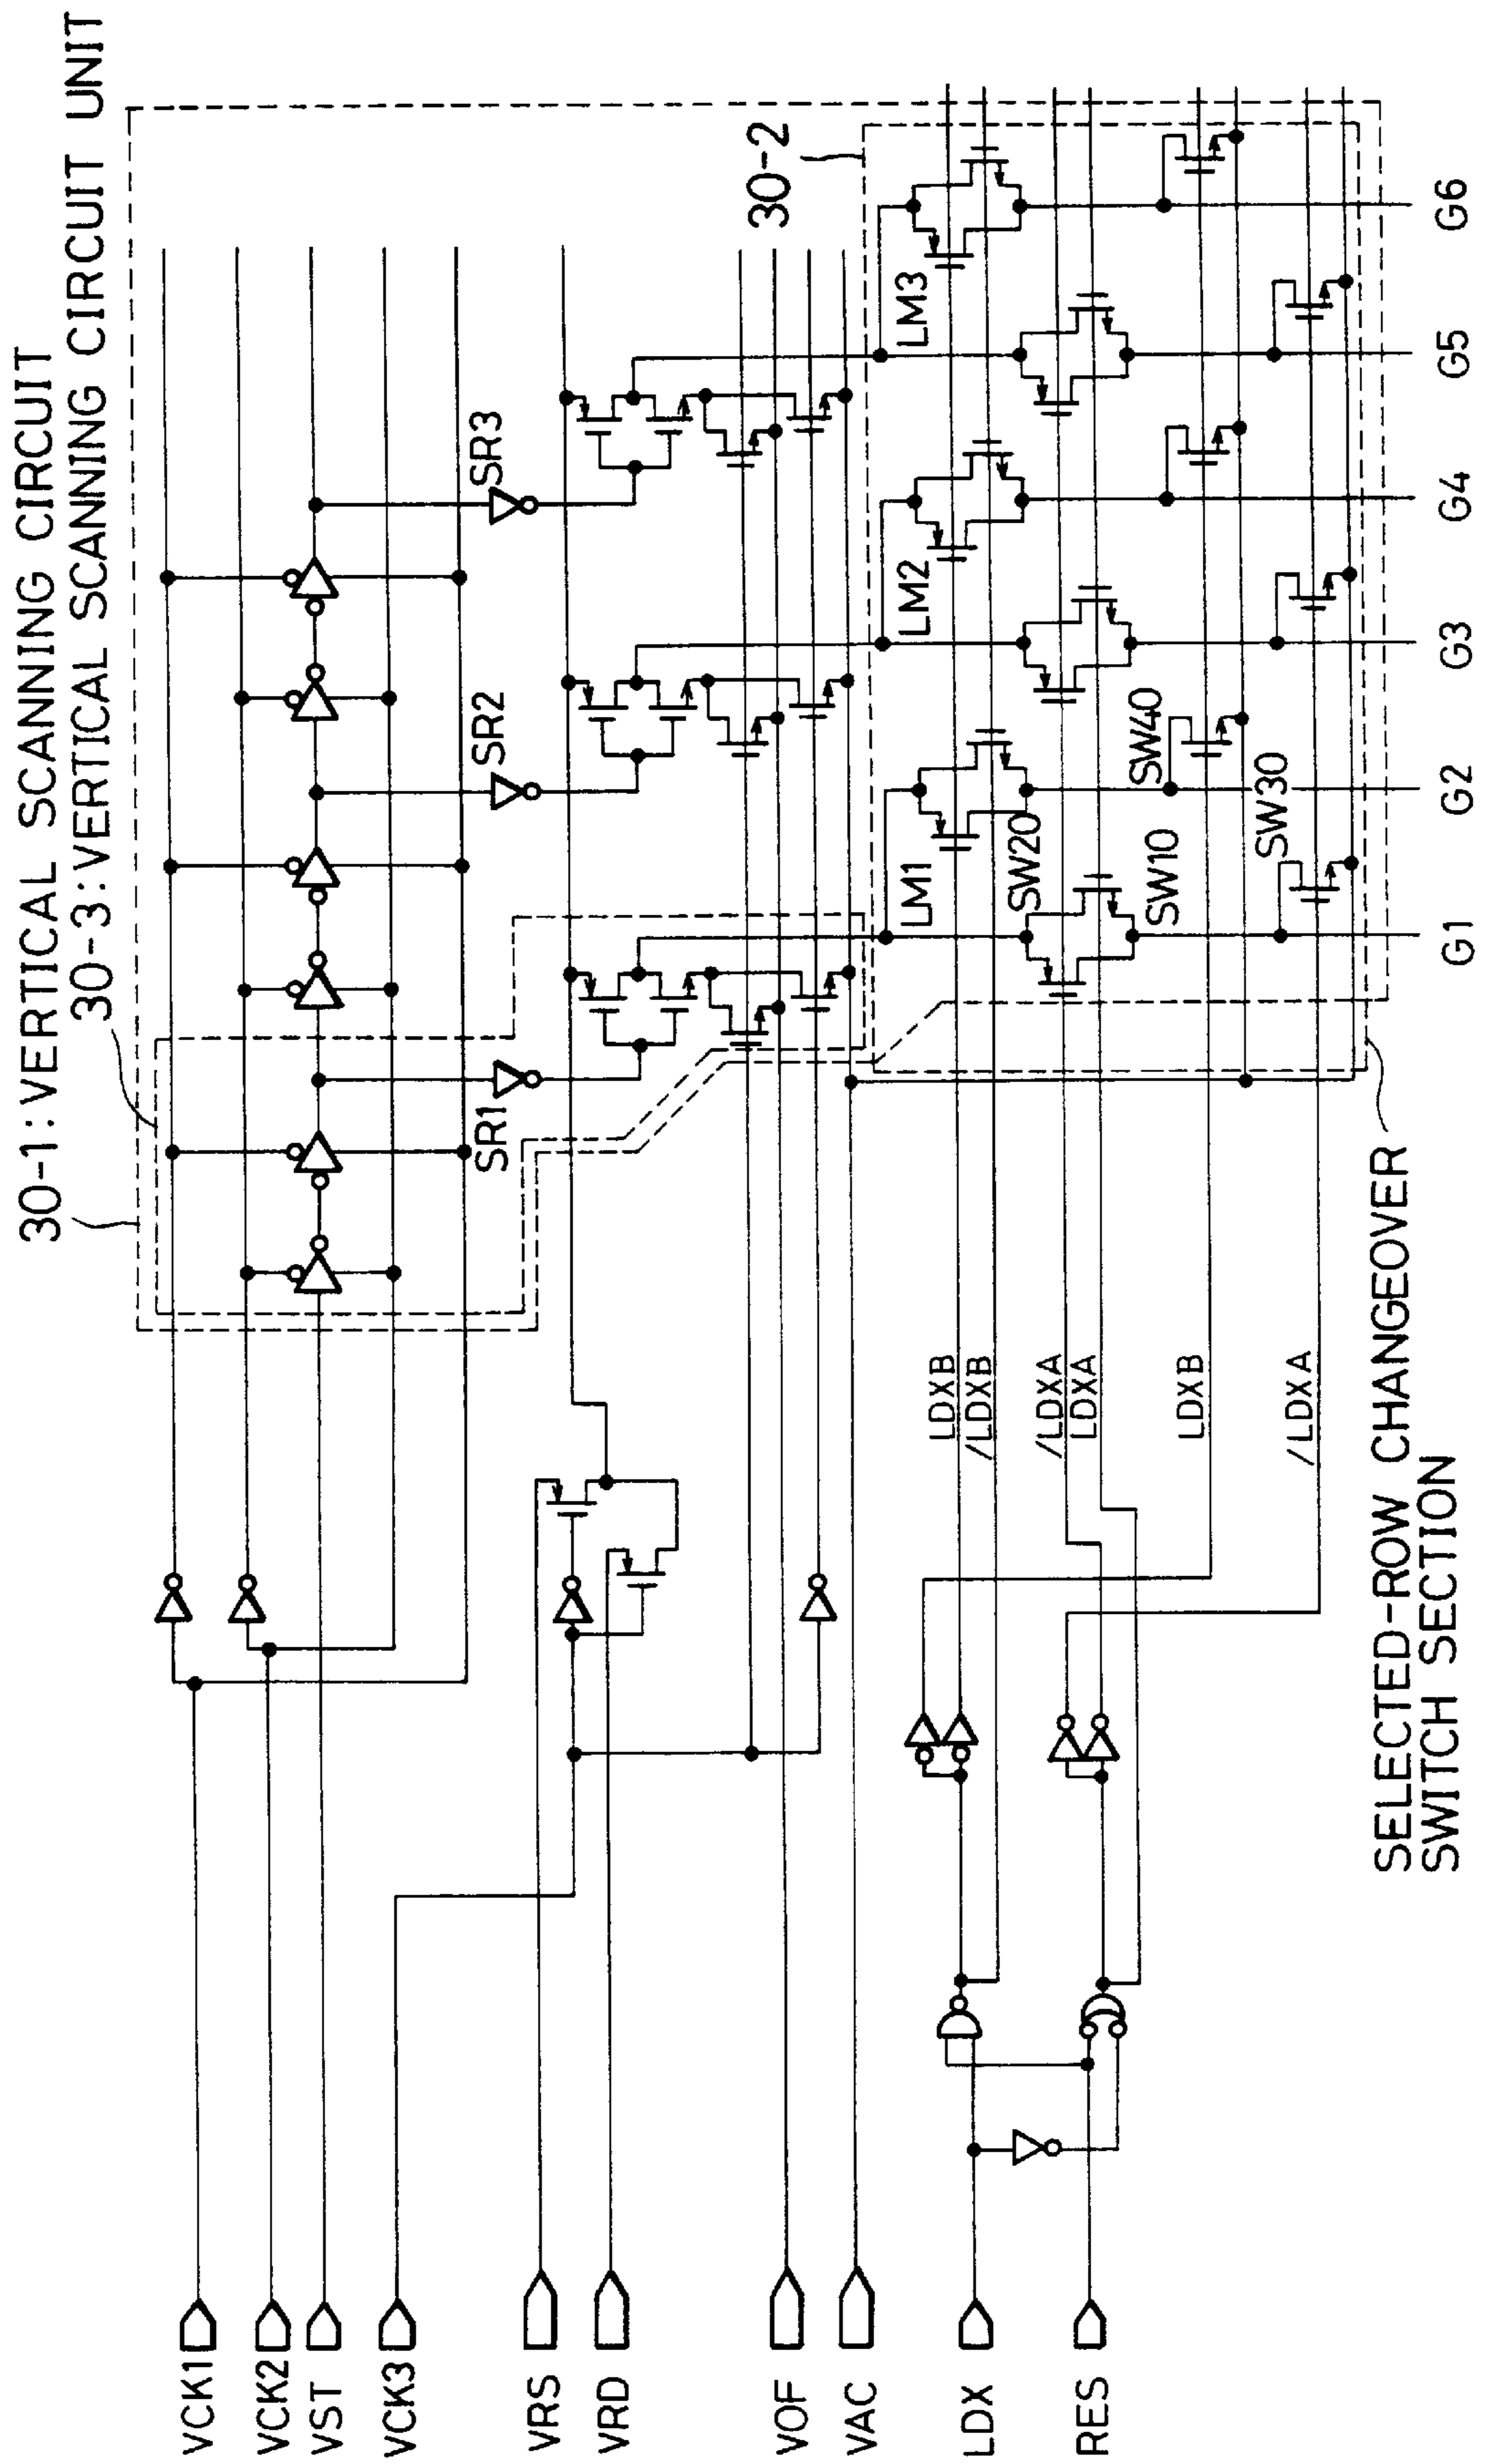 30-1: VERTICAL SCANNING CIRCUIT
30-3: VERTICAL SCANNING CIRCUIT UNIT
VCK1
VCK2
VST
VCK3
VRS
VRD
VOF
VAC
LDX
RES
SR1
SR2
SR3
30-2
LM1
LM2
LM3
LDXB
/LDXB
/LDXA
LDXA
LDXB
/LDXA
SW20
SW10
SW40
SW30
G1
G2
G3
G4
G5
G6
SELECTED-ROW CHANGEOVER
SWITCH SECTION